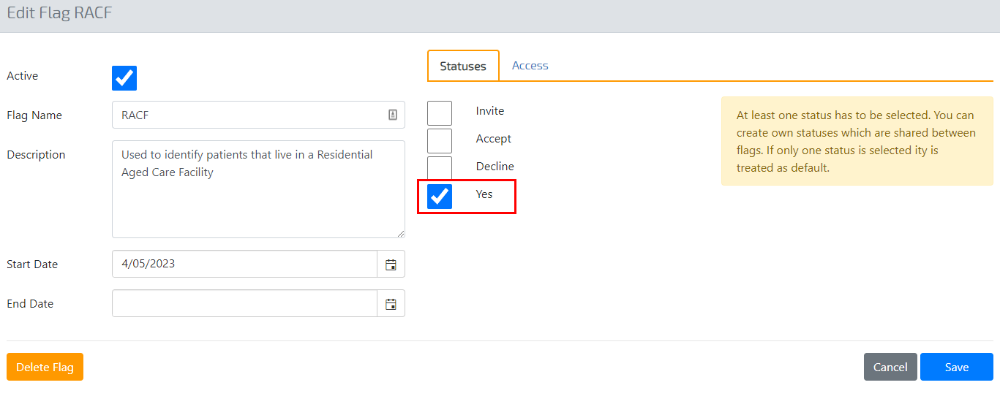 Edit Flag RACF
Active
Flag Name
RACF
Description
Used to identify patients that live in a Residential
Aged Care Facility
Start Date
4/05/2023
End Date
Statuses
Access
Invite
Accept
Decline
Yes
At least one status has to be selected. You can
create own statuses which are shared between
flags. If only one status is selected ity is
treated as default.
Delete Flag
Cancel
Save